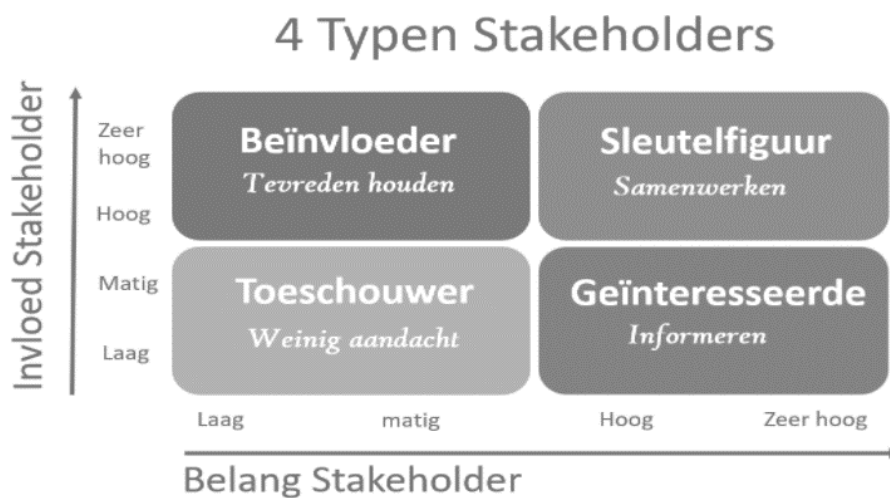 4 Typen Stakeholders
Invloed Stakeholder
Zeer
hoog
Hoog
Matig
Laag
Beïnvloeder
Tevreden houden
Sleutelfiguur
Samenwerken
Toeschouwer
Weinig aandacht
Geïnteresseerde
Informeren
Laag
matig
Hoog
Zeer hoog
Belang Stakeholder